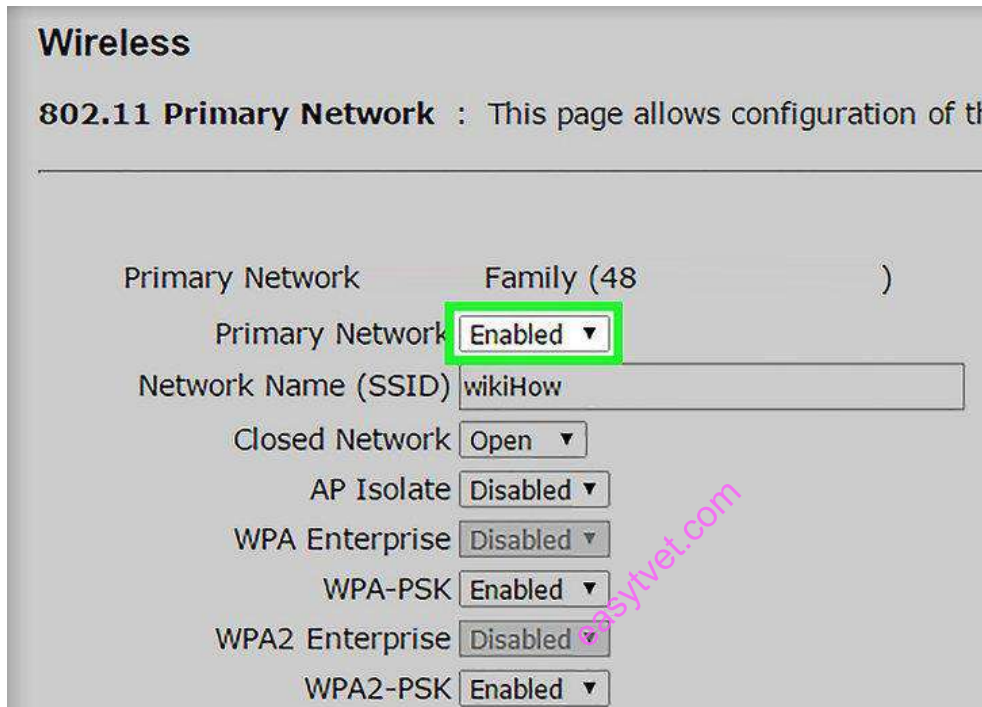 Wireless
802.11 Primary Network : This page allows configuration of th
Primary Network Family (48 )
Primary Network Enabled
Network Name (SSID) wikiHow
Closed Network Open
AP Isolate Disabled
WPA Enterprise Disabled
WPA-PSK Enabled
WPA2 Enterprise Disabled
WPA2-PSK Enabled
easytvet.com